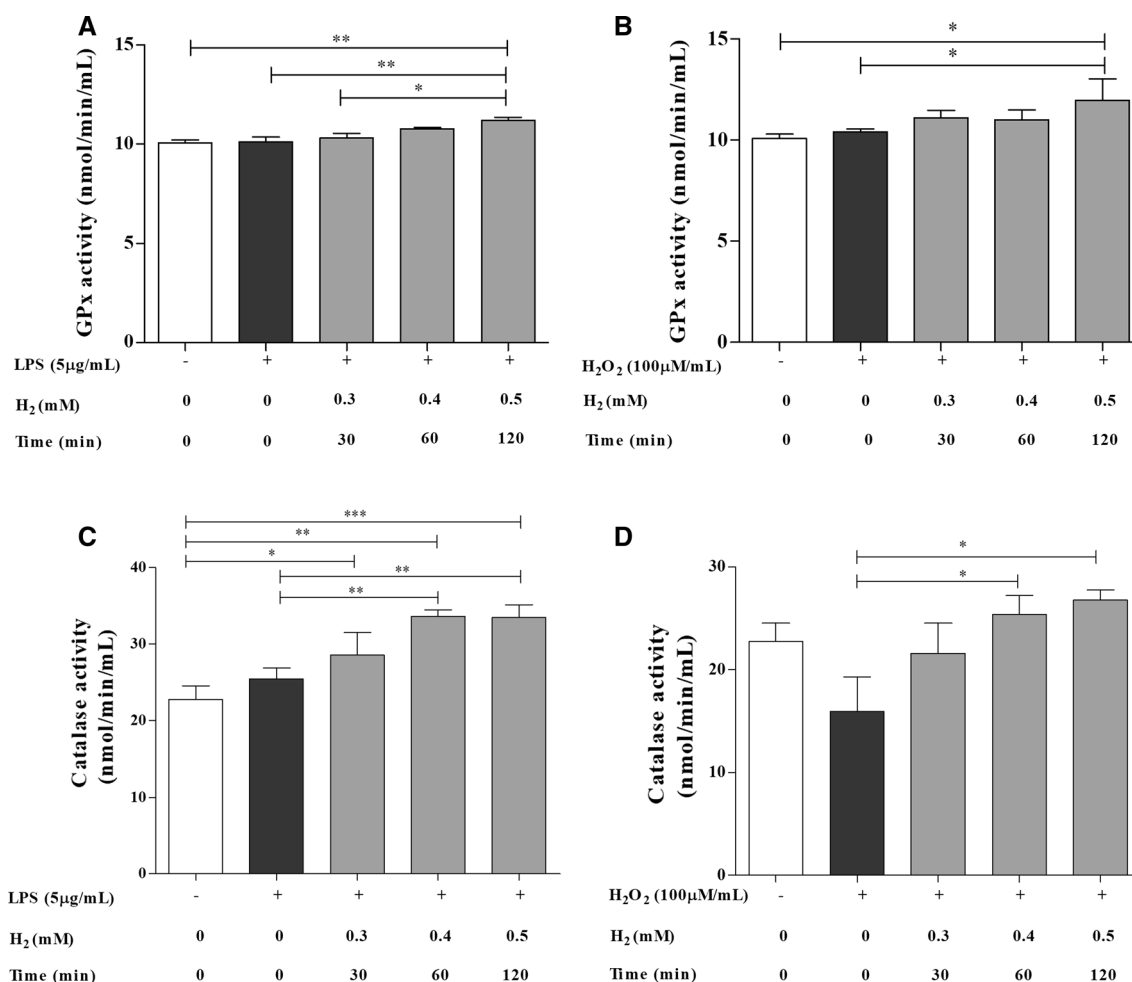 A
GPx activity (nmol/min/mL)
15
10
5
0
**
**
*
LPS (5μg/mL) - + + + +
H2 (mM) 0 0 0.3 0.4 0.5
Time (min) 0 0 30 60 120
B
GPx activity (nmol/min/mL)
15
10
5
0
*
*
H2O2 (100μM/mL) - + + + +
H2 (mM) 0 0 0.3 0.4 0.5
Time (min) 0 0 30 60 120
C
Catalase activity
(nmol/min/mL)
40
30
20
10
0
***
**
*
**
**
LPS (5μg/mL) - + + + +
H2 (mM) 0 0 0.3 0.4 0.5
Time (min) 0 0 30 60 120
D
Catalase activity
(nmol/min/mL)
30
20
10
0
*
*
H2O2 (100μM/mL) - + + + +
H2 (mM) 0 0 0.3 0.4 0.5
Time (min) 0 0 30 60 120